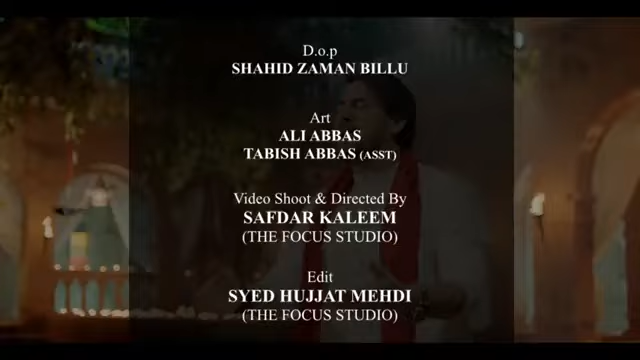 D.o.p
SHAHID ZAMAN BILLU
Art
ALI ABBAS
TABISH ABBAS (ASST)
Video Shoot & Directed By
SAFDAR KALEEM
(THE FOCUS STUDIO)
Edit
SYED HUJJAT MEHDI
(THE FOCUS STUDIO)